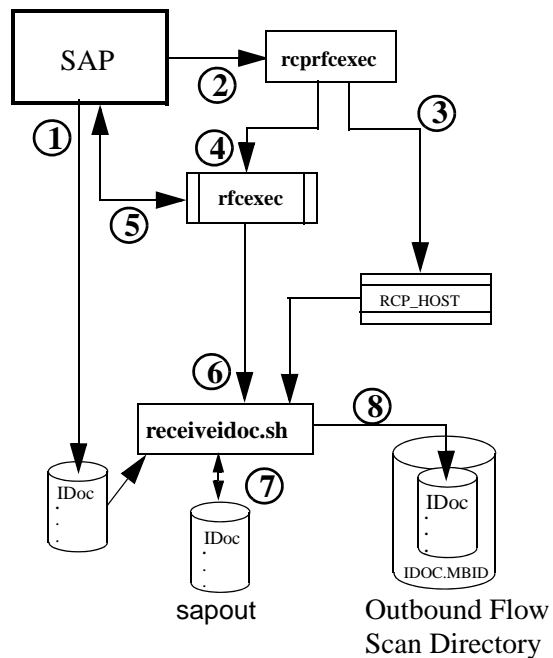 SAP
2
rcprfcexec
1
4
3
rfcexec
5
RCP_HOST
6
8
receiveidoc.sh
IDoc
.
.
.
7
IDoc
.
.
.
sapout
IDoc
.
.
.
IDOC.MBID
Outbound Flow
Scan Directory